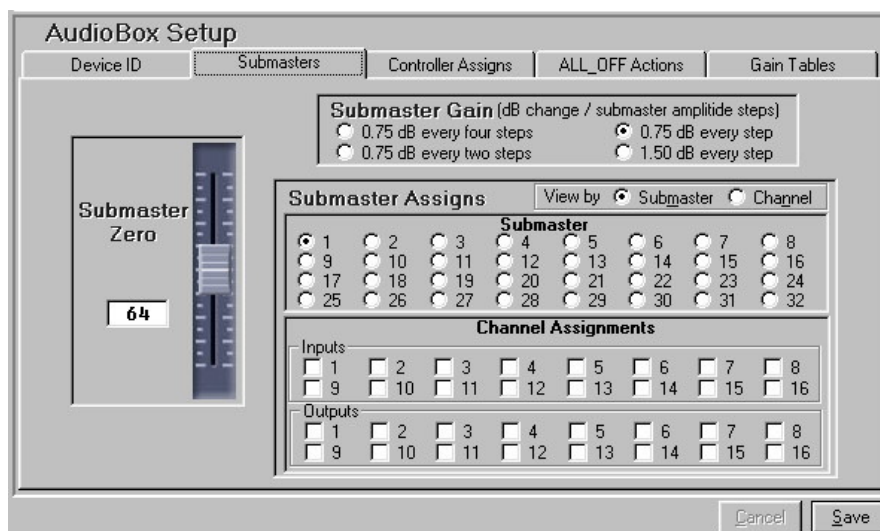 AudioBox Setup
Device ID Submasters Controller Assigns ALL_OFF Actions Gain Tables
Submaster Gain (dB change / submaster amplitide steps)
0.75 dB every four steps 0.75 dB every step
0.75 dB every two steps 1.50 dB every step
Submaster Zero
64
Submaster Assigns View by Submaster Channel
Submaster
1 2 3 4 5 6 7 8
9 10 11 12 13 14 15 16
17 18 19 20 21 22 23 24
25 26 27 28 29 30 31 32
Channel Assignments
Inputs
1 2 3 4 5 6 7 8
9 10 11 12 13 14 15 16
Outputs
1 2 3 4 5 6 7 8
9 10 11 12 13 14 15 16
Cancel Save